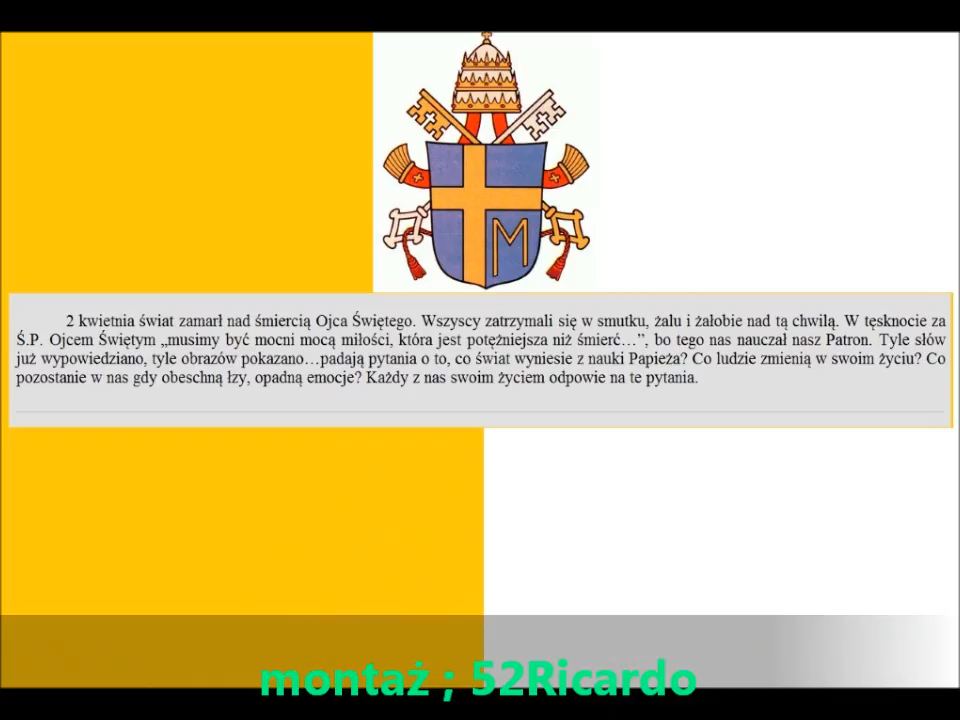 M
2 kwietnia świat zamarł nad śmiercią Ojca Świętego. Wszyscy zatrzymali się w smutku, żalu i żałobie nad tą chwilą. W tęsknocie za
Ś.P. Ojcem Świętym „musimy być mocni mocą miłości, która jest potężniejsza niż śmierć…”, bo tego nas nauczał nasz Patron. Tyle słów
już wypowiedziano, tyle obrazów pokazano…padają pytania o to, co świat wyniesie z nauki Papieża? Co ludzie zmienią w swoim życiu? Co
pozostanie w nas gdy obeschną łzy, opadną emocje? Każdy z nas swoim życiem odpowie na te pytania.
montaż ; 52Ricardo